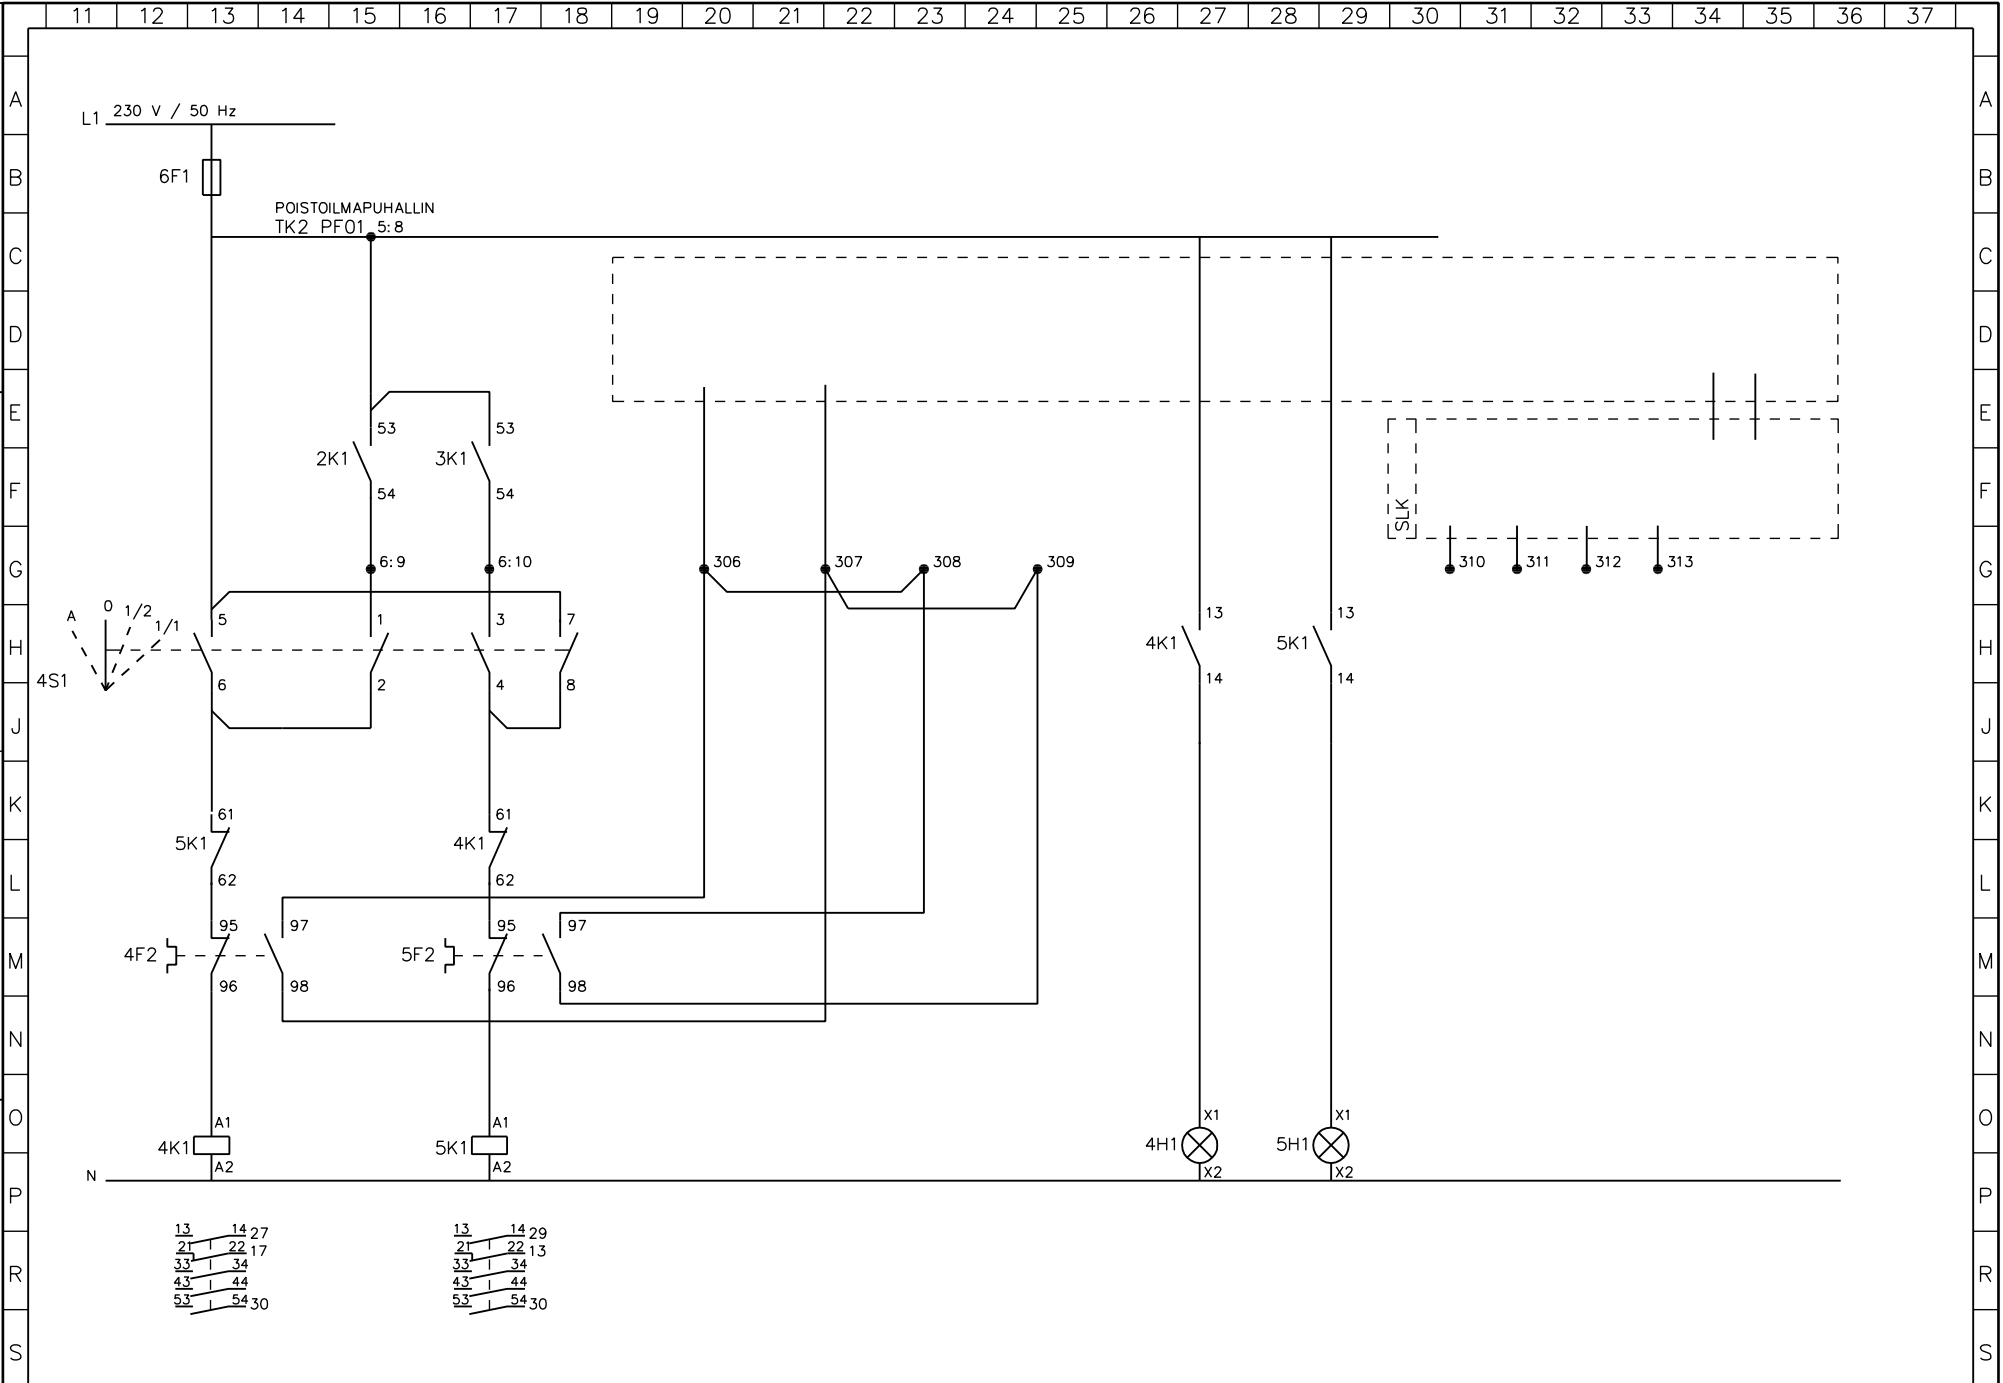 11 12 13 14 15 16 17 18 19 20 21 22 23 24 25 26 27 28 29 30 31 32 33 34 35 36 37
A A
L1 230 V / 50 Hz
B 6F1 B
POISTOILMAPUHALLIN
TK2 PF01 5:8
C C
D D
E E
53 53 13 13
2K1 3K1
54 54
F SLK F
G 6:9 6:10 306 307 308 309 310 311 312 313 G
A 0 1/2 1/1
5 1 3 7
H 4K1 5K1 H
4S1 6 2 4 8 14 14
J J
K K
61 61
5K1 4K1
62 62
L L
95 97 95 97
4F2 5F2
M M
96 98 96 98
N N
O O
A1 A1 X1 X1
4K1 5K1 4H1 5H1
A2 A2 X2 X2
N
P P
13 14 27 13 14 29
21 22 17 21 22 13
33 34 33 34
R R
43 44 43 44
53 54 30 53 54 30
S S